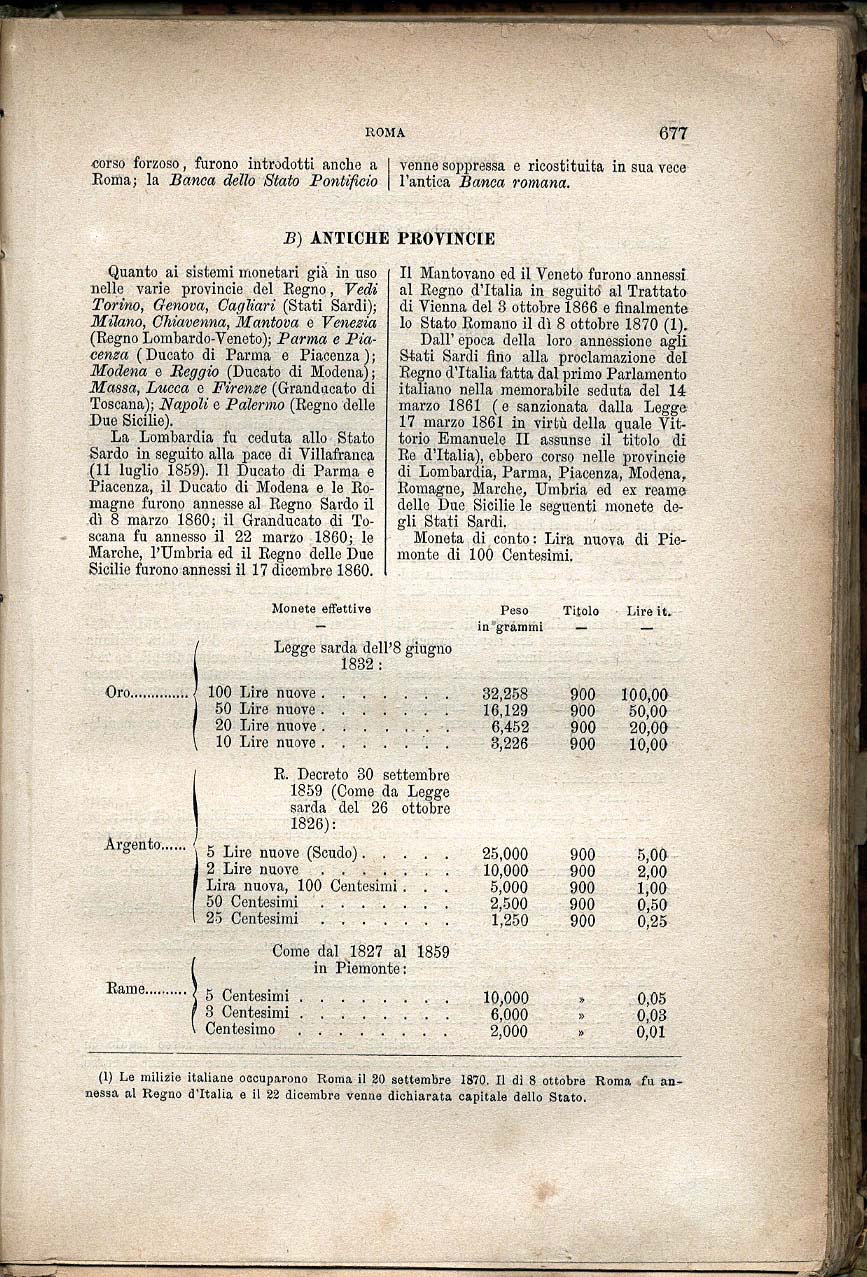 ROMA 677
corso forzoso, furono introdotti anche a
Roma; la Banca dello Stato Pontificio
venne soppressa e ricostituita in sua vece
l'antica Banca romana.
B) ANTICHE PROVINCIE
Quanto ai sistemi monetari già in uso
nelle varie provincie del Regno, Vedi
Torino, Genova, Cagliari (Stati Sardi);
Milano, Chiavenna, Mantova e Venezia
(Regno Lombardo-Veneto); Parma e Pia-
cenza (Ducato di Parma e Piacenza);
Modena e Reggio (Ducato di Modena);
Massa, Lucca e Firenze (Granducato di
Toscana); Napoli e Palermo (Regno delle
Due Sicilie).
La Lombardia fu ceduta allo Stato
Sardo in seguito alla pace di Villafranca
(11 luglio 1859). Il Ducato di Parma e
Piacenza, il Ducato di Modena e le Ro-
magne furono annesse al Regno Sardo il
dì 8 marzo 1860; il Granducato di To-
scana fu annesso il 22 marzo 1860; le
Marche, l'Umbria ed il Regno delle Due
Sicilie furono annessi il 17 dicembre 1860.
Il Mantovano ed il Veneto furono annessi
al Regno d'Italia in seguito al Trattato
di Vienna del 3 ottobre 1866 e finalmente
lo Stato Romano il dì 8 ottobre 1870 (1).
Dall'epoca della loro annessione agli
Stati Sardi fino alla proclamazione del
Regno d'Italia fatta dal primo Parlamento
italiano nella memorabile seduta del 14
marzo 1861 (e sanzionata dalla Legge
17 marzo 1861 in virtù della quale Vit-
torio Emanuele II assunse il titolo di
Re d'Italia), ebbero corso nelle provincie
di Lombardia, Parma, Piacenza, Modena,
Romagne, Marche, Umbria ed ex reame
delle Due Sicilie le seguenti monete de-
gli Stati Sardi.
Moneta di conto: Lira nuova di Pie-
monte di 100 Centesimi.
Monete effettive Peso Titolo Lire it.
— in grammi — —
Legge sarda dell'8 giugno
1832:
Oro.............. 100 Lire nuove . . . . . . . 32,258 900 100,00
50 Lire nuove . . . . . . . 16,129 900 50,00
20 Lire nuove . . . . . . . 6,452 900 20,00
10 Lire nuove . . . . . . . 3,226 900 10,00
R. Decreto 30 settembre
1859 (Come da Legge
sarda del 26 ottobre
1826):
Argento......
5 Lire nuove (Scudo) . . . . . 25,000 900 5,00
2 Lire nuove . . . . . . . 10,000 900 2,00
Lira nuova, 100 Centesimi . . . 5,000 900 1,00
50 Centesimi . . . . . . . 2,500 900 0,50
25 Centesimi . . . . . . . 1,250 900 0,25
Come dal 1827 al 1859
in Piemonte:
Rame.......... 5 Centesimi . . . . . . . . 10,000 » 0,05
3 Centesimi . . . . . . . . 6,000 » 0,03
Centesimo . . . . . . . . 2,000 » 0,01
(1) Le milizie italiane occuparono Roma il 20 settembre 1870. Il dì 8 ottobre Roma fu an-
nessa al Regno d'Italia e il 22 dicembre venne dichiarata capitale dello Stato.